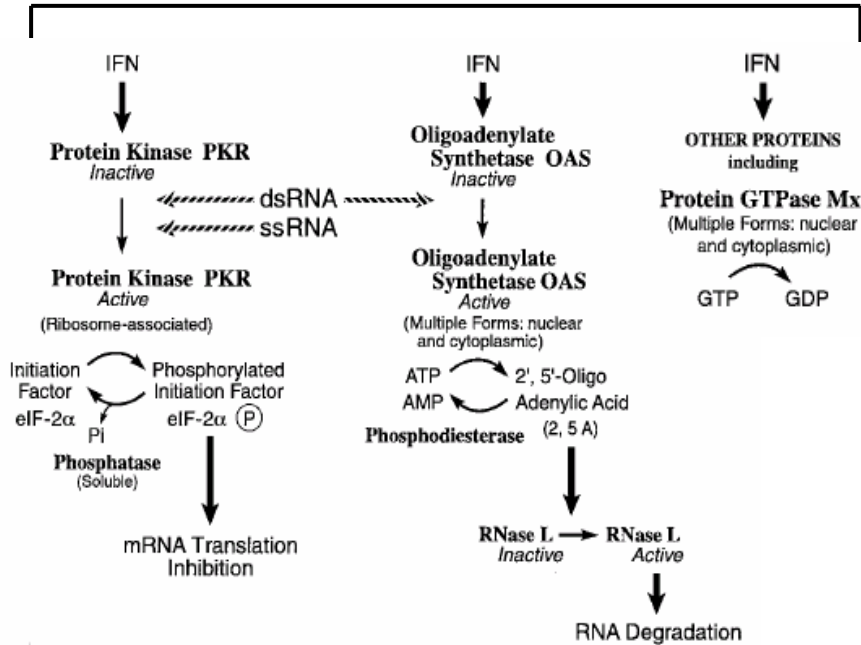 IFN
Protein Kinase PKR
Inactive
dsRNA
ssRNA
Protein Kinase PKR
Active
(Ribosome-associated)
Initiation
Factor
eIF-2α
Phosphorylated
Initiation Factor
eIF-2α P
Pi
Phosphatase
(Soluble)
mRNA Translation
Inhibition
IFN
Oligoadenylate
Synthetase OAS
Inactive
Oligoadenylate
Synthetase OAS
Active
(Multiple Forms: nuclear
and cytoplasmic)
ATP
AMP
2', 5'-Oligo
Adenylic Acid
(2, 5 A)
Phosphodiesterase
RNase L
Inactive
RNase L
Active
RNA Degradation
IFN
OTHER PROTEINS
including
Protein GTPase Mx
(Multiple Forms: nuclear
and cytoplasmic)
GTP
GDP